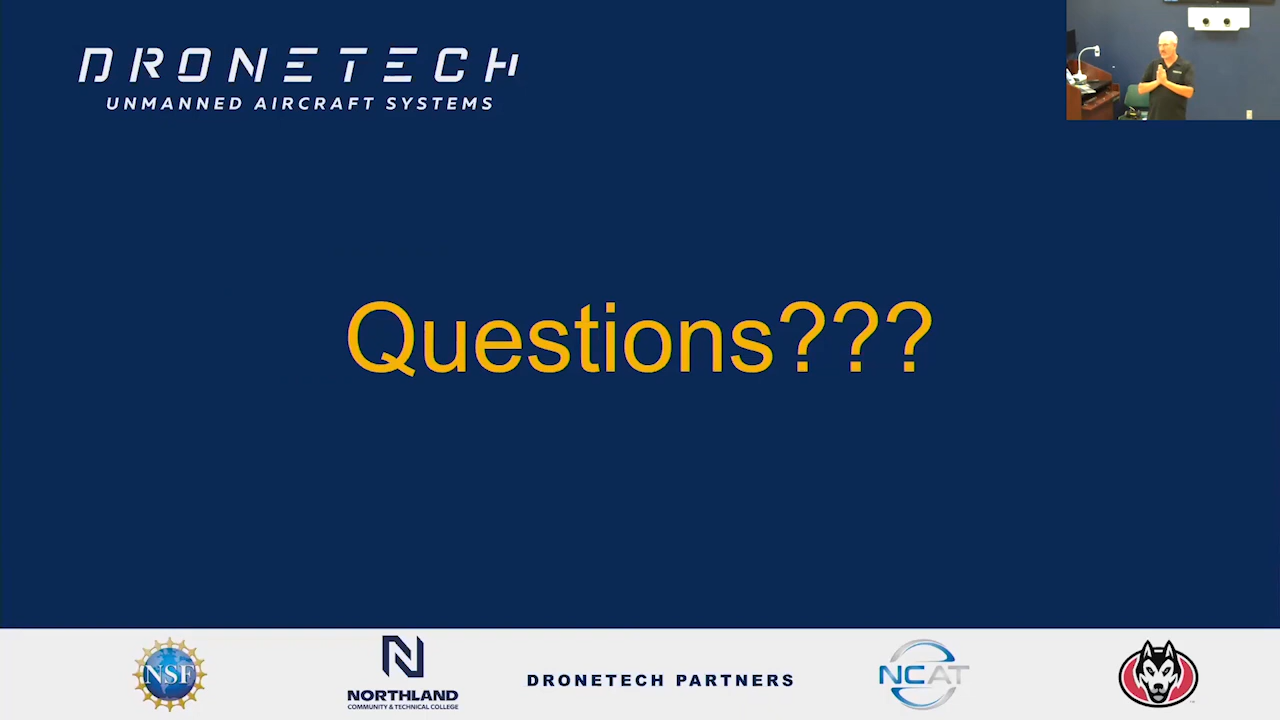 DRONETECH
UNMANNED AIRCRAFT SYSTEMS
Questions???
NSF
NORTHLAND
COMMUNITY & TECHNICAL COLLEGE
DRONETECH PARTNERS
NCAT